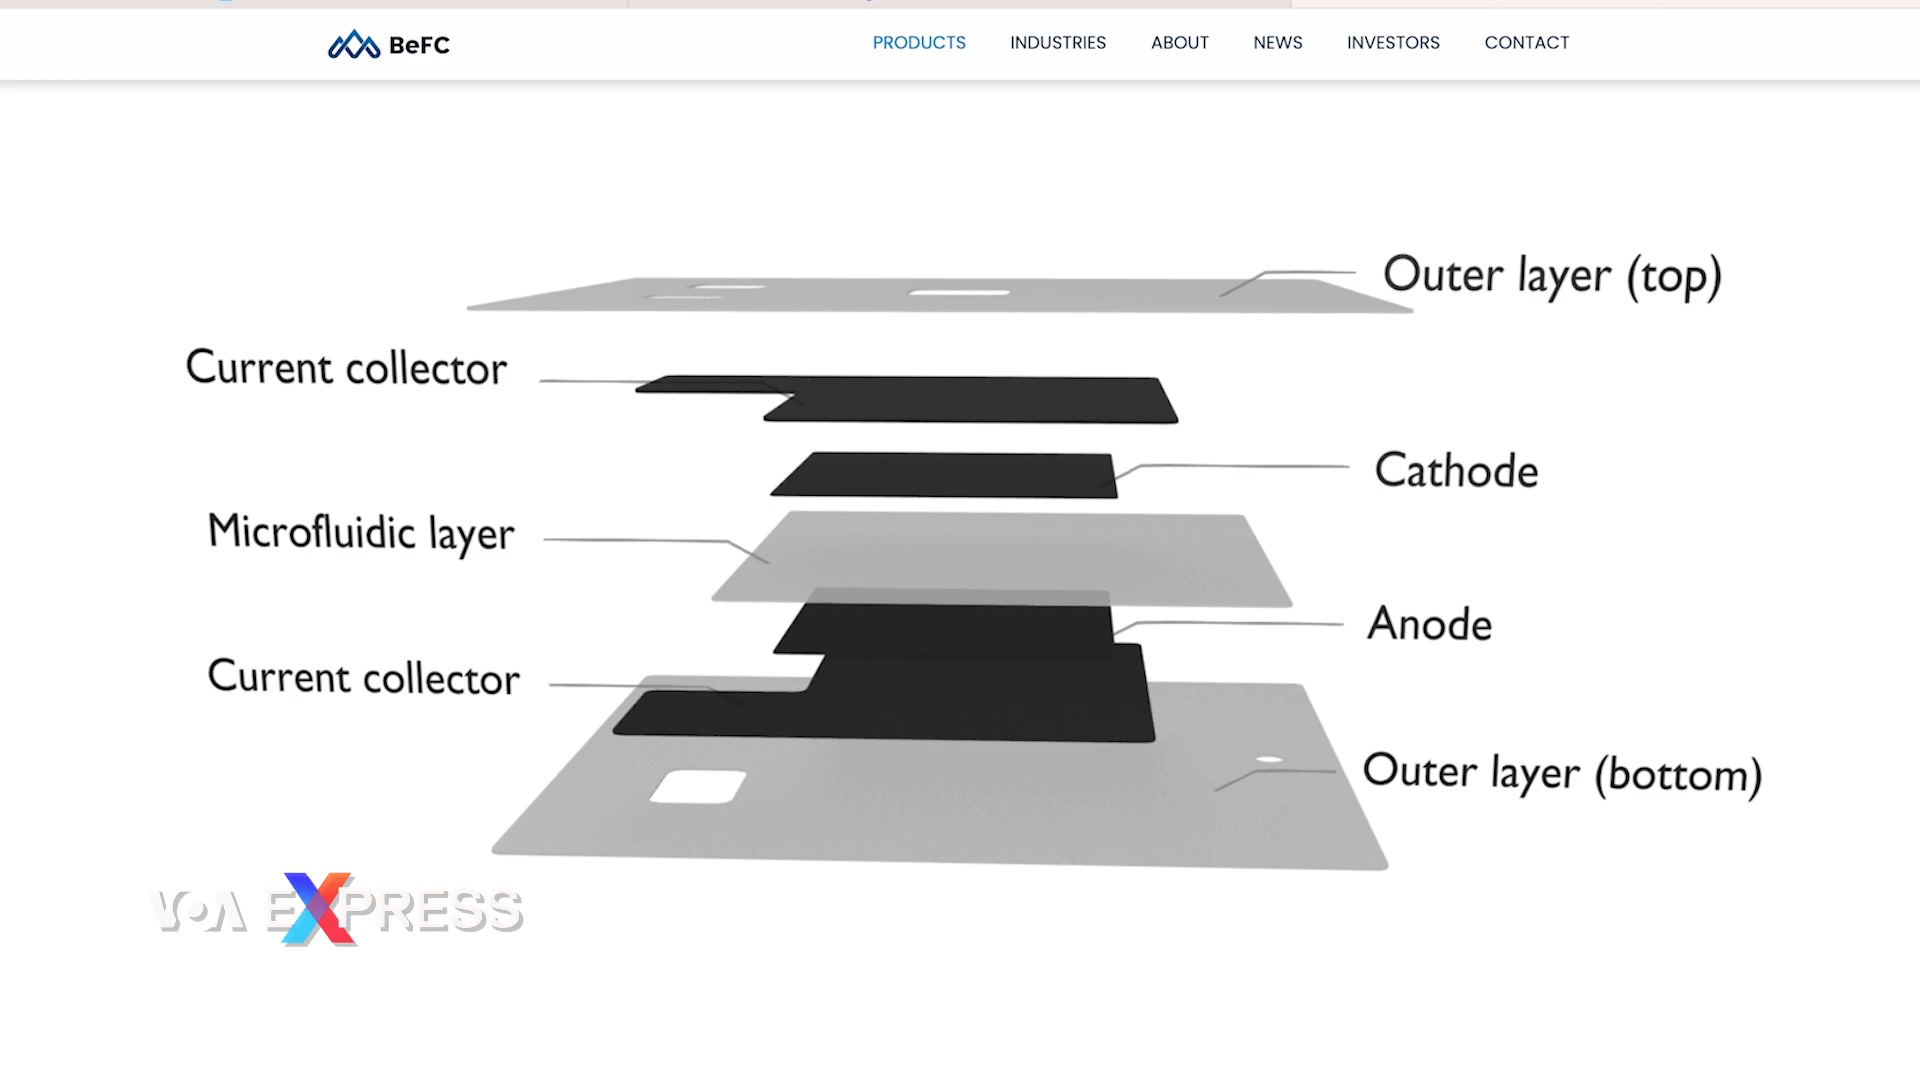 BeFC
PRODUCTS INDUSTRIES ABOUT NEWS INVESTORS CONTACT
Outer layer (top)
Current collector
Cathode
Microfluidic layer
Anode
Current collector
Outer layer (bottom)
VOA EXPRESS